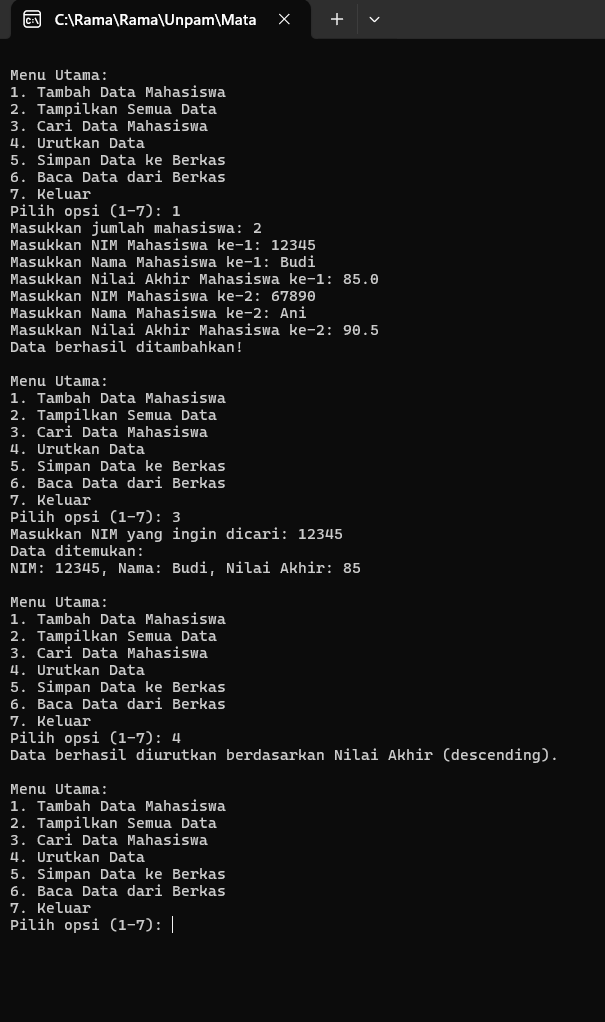 C:\Rama\Rama\Unpam\Mata
Menu Utama:
1. Tambah Data Mahasiswa
2. Tampilkan Semua Data
3. Cari Data Mahasiswa
4. Urutkan Data
5. Simpan Data ke Berkas
6. Baca Data dari Berkas
7. Keluar
Pilih opsi (1-7): 1
Masukkan jumlah mahasiswa: 2
Masukkan NIM Mahasiswa ke-1: 12345
Masukkan Nama Mahasiswa ke-1: Budi
Masukkan Nilai Akhir Mahasiswa ke-1: 85.0
Masukkan NIM Mahasiswa ke-2: 67890
Masukkan Nama Mahasiswa ke-2: Ani
Masukkan Nilai Akhir Mahasiswa ke-2: 90.5
Data berhasil ditambahkan!
Menu Utama:
1. Tambah Data Mahasiswa
2. Tampilkan Semua Data
3. Cari Data Mahasiswa
4. Urutkan Data
5. Simpan Data ke Berkas
6. Baca Data dari Berkas
7. Keluar
Pilih opsi (1-7): 3
Masukkan NIM yang ingin dicari: 12345
Data ditemukan:
NIM: 12345, Nama: Budi, Nilai Akhir: 85
Menu Utama:
1. Tambah Data Mahasiswa
2. Tampilkan Semua Data
3. Cari Data Mahasiswa
4. Urutkan Data
5. Simpan Data ke Berkas
6. Baca Data dari Berkas
7. Keluar
Pilih opsi (1-7): 4
Data berhasil diurutkan berdasarkan Nilai Akhir (descending).
Menu Utama:
1. Tambah Data Mahasiswa
2. Tampilkan Semua Data
3. Cari Data Mahasiswa
4. Urutkan Data
5. Simpan Data ke Berkas
6. Baca Data dari Berkas
7. Keluar
Pilih opsi (1-7):